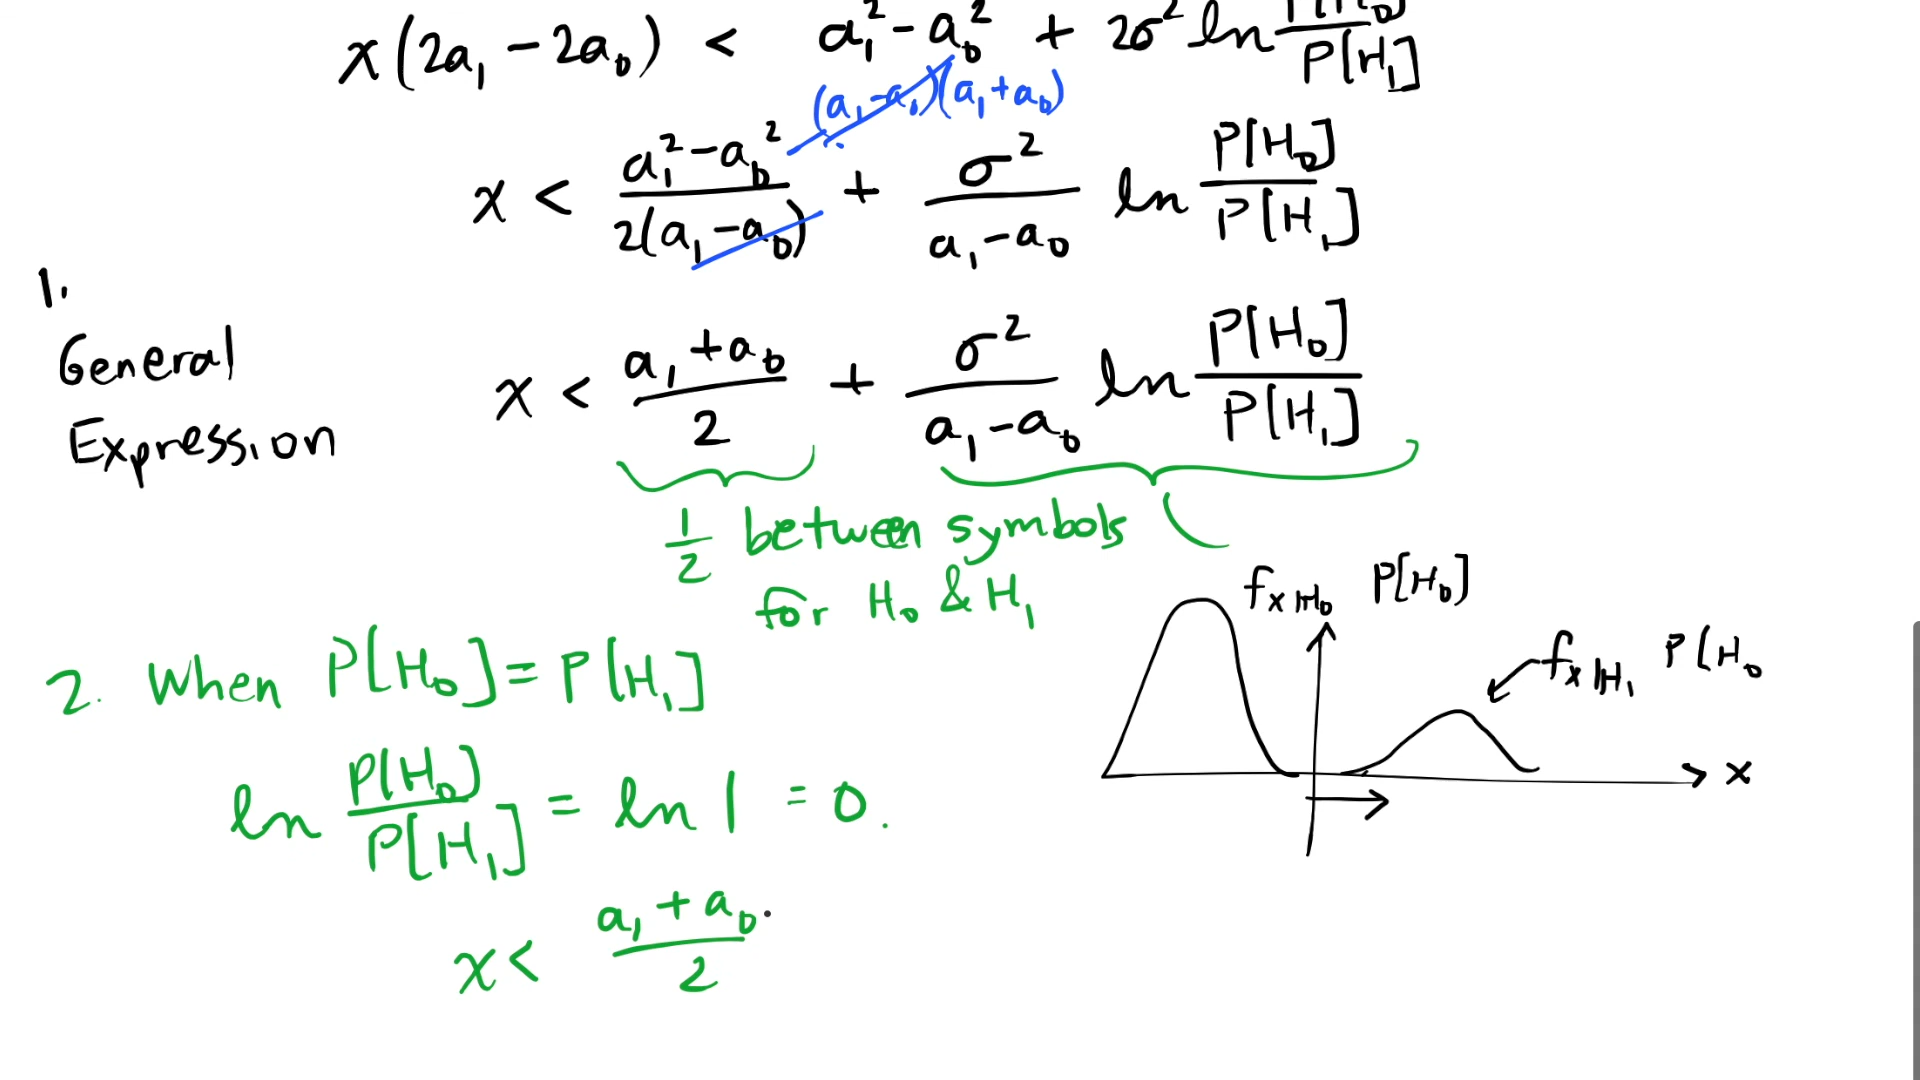 x(2a₁ − 2a₀) < a₁² − a₀² + 2σ² ln P[H₀]/P[H₁]
(a₁−a₁)(a₁+a₀)
x < (a₁²−a₀²)/(2(a₁−a₀)) + σ²/(a₁−a₀) ln P[H₀]/P[H₁]
1.
General
Expression
x < (a₁+a₀)/2 + σ²/(a₁−a₀) ln P[H₀]/P[H₁]
½ between symbols
for H₀ & H₁
f x|H₀ P[H₀]
f x|H₁ P[H₀
x
2. When P[H₀] = P[H₁]
ln P[H₀]/P[H₁] = ln 1 = 0.
x < (a₁+a₀)/2